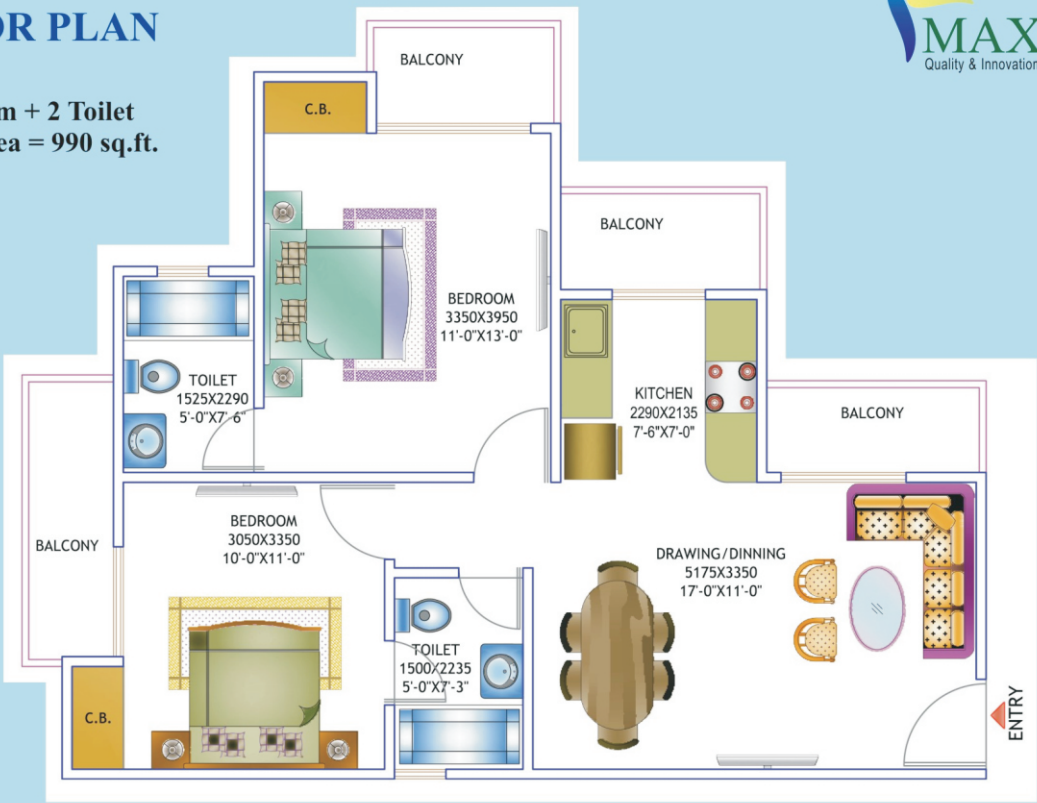 OR PLAN
m + 2 Toilet
ea = 990 sq.ft.
MAX
Quality & Innovation
BALCONY
C.B.
BALCONY
BEDROOM
3350X3950
11'-0"X13'-0"
TOILET
1525X2290
5'-0"X7'-6"
KITCHEN
2290X2135
7'-6"X7'-0"
BALCONY
BALCONY
BEDROOM
3050X3350
10'-0"X11'-0"
DRAWING/DINNING
5175X3350
17'-0"X11'-0"
TOILET
1500X2235
5'-0"X7'-3"
C.B.
ENTRY